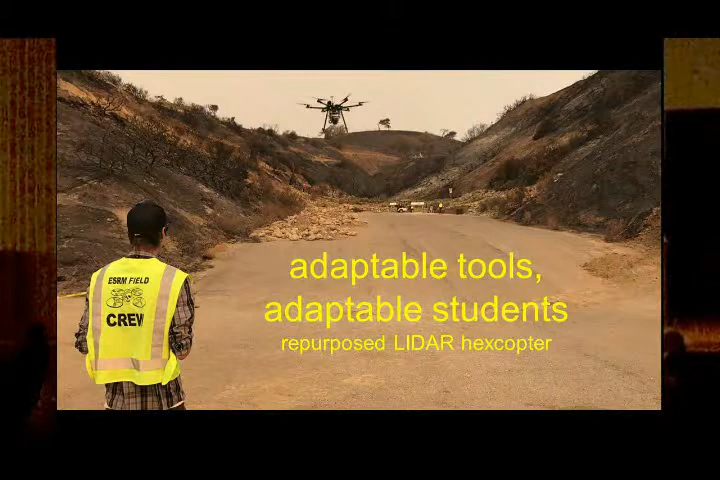 ESRM FIELD
CREW
adaptable tools,
adaptable students
repurposed LIDAR hexcopter